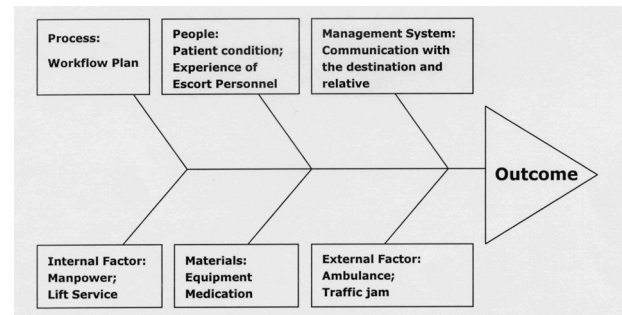 Process:
Workflow Plan
People:
Patient condition;
Experience of
Escort Personnel
Management System:
Communication with
the destination and
relative
Outcome
Internal Factor:
Manpower;
Lift Service
Materials:
Equipment
Medication
External Factor:
Ambulance;
Traffic jam